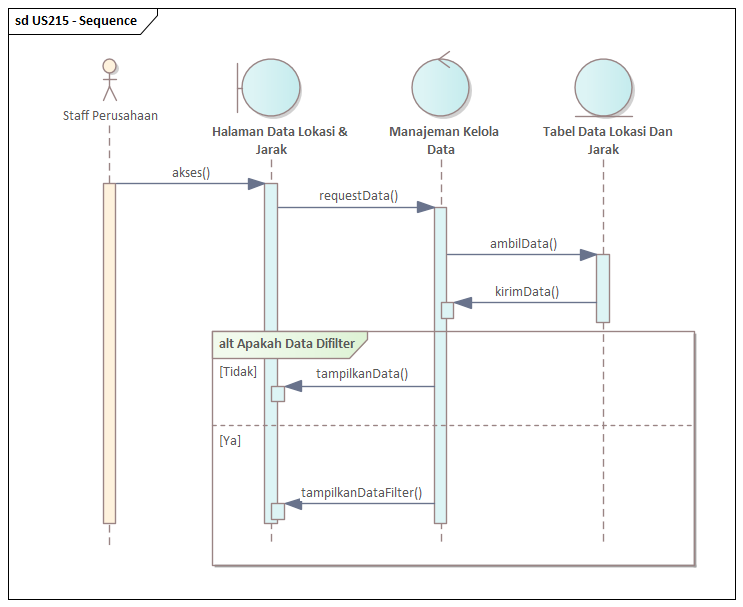 sd US215 - Sequence
Staff Perusahaan
Halaman Data Lokasi &
Jarak
Manajeman Kelola
Data
Tabel Data Lokasi Dan
Jarak
akses()
requestData()
ambilData()
kirimData()
alt Apakah Data Difilter
[Tidak]
tampilkanData()
[Ya]
tampilkanDataFilter()